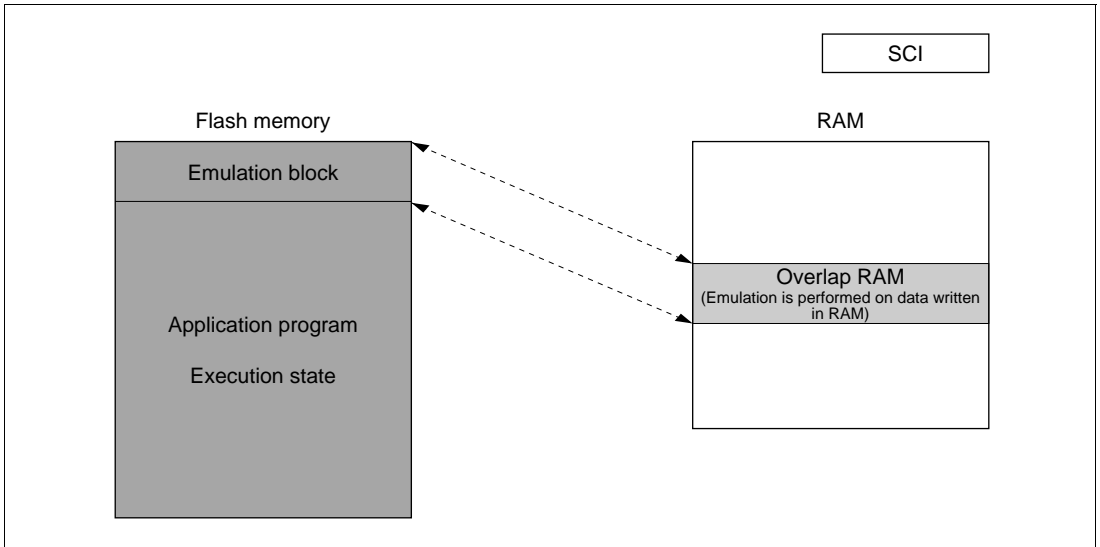 SCI
Flash memory
RAM
Emulation block
Overlap RAM
(Emulation is performed on data written
in RAM)
Application program
Execution state